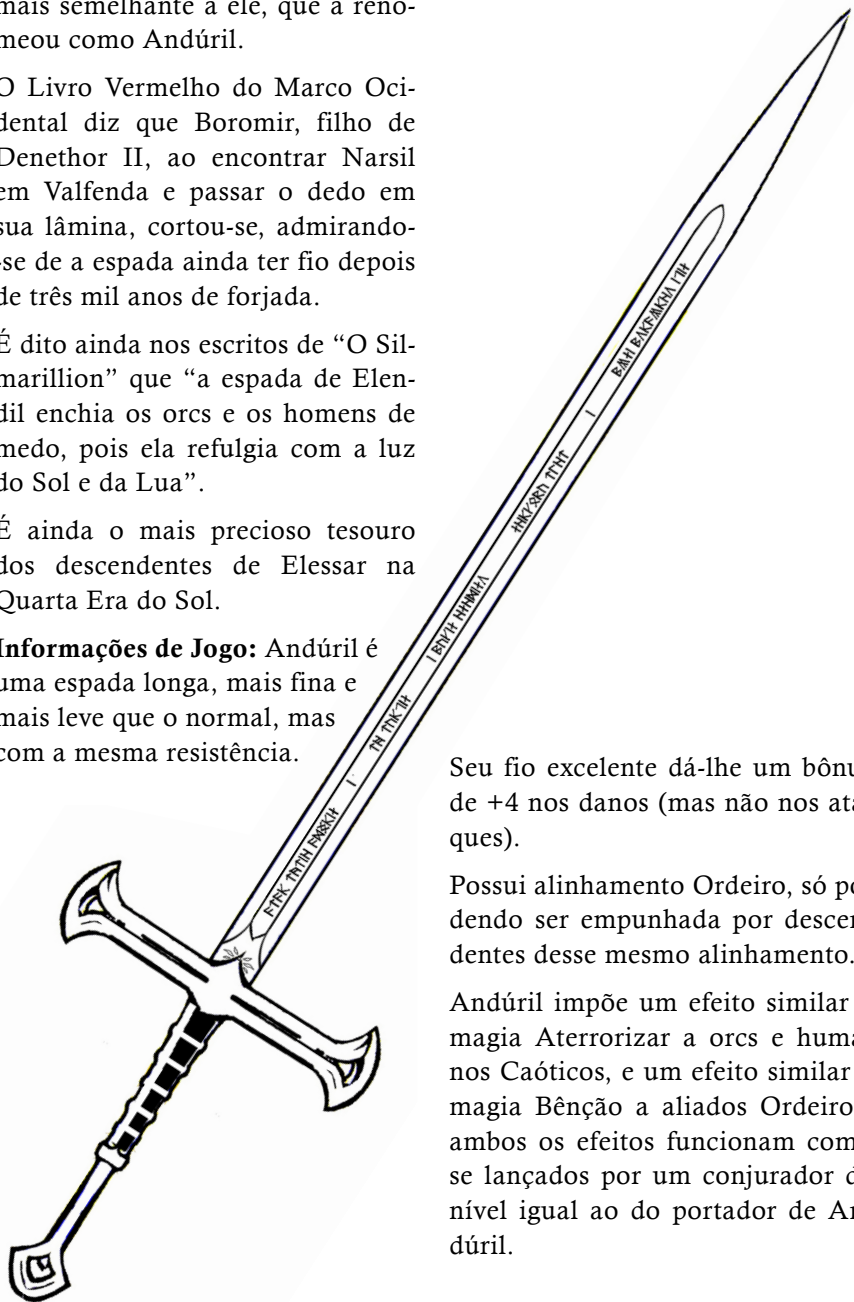 mais semelhante a ele, que a reno-
meou como Andúril.
O Livro Vermelho do Marco Oci-
dental diz que Boromir, filho de
Denethor II, ao encontrar Narsil
em Valfenda e passar o dedo em
sua lâmina, cortou-se, admirando-
-se de a espada ainda ter fio depois
de três mil anos de forjada.
É dito ainda nos escritos de “O Sil-
marillion” que “a espada de Elen-
dil enchia os orcs e os homens de
medo, pois ela refulgia com a luz
do Sol e da Lua”.
É ainda o mais precioso tesouro
dos descendentes de Elessar na
Quarta Era do Sol.
Informações de Jogo: Andúril é
uma espada longa, mais fina e
mais leve que o normal, mas
com a mesma resistência.
Seu fio excelente dá-lhe um bônu
de +4 nos danos (mas não nos ata
ques).
Possui alinhamento Ordeiro, só po
dendo ser empunhada por descen
dentes desse mesmo alinhamento.
Andúril impõe um efeito similar
magia Aterrorizar a orcs e huma
nos Caóticos, e um efeito similar
magia Bênção a aliados Ordeiro
ambos os efeitos funcionam com
se lançados por um conjurador d
nível igual ao do portador de An
dúril.